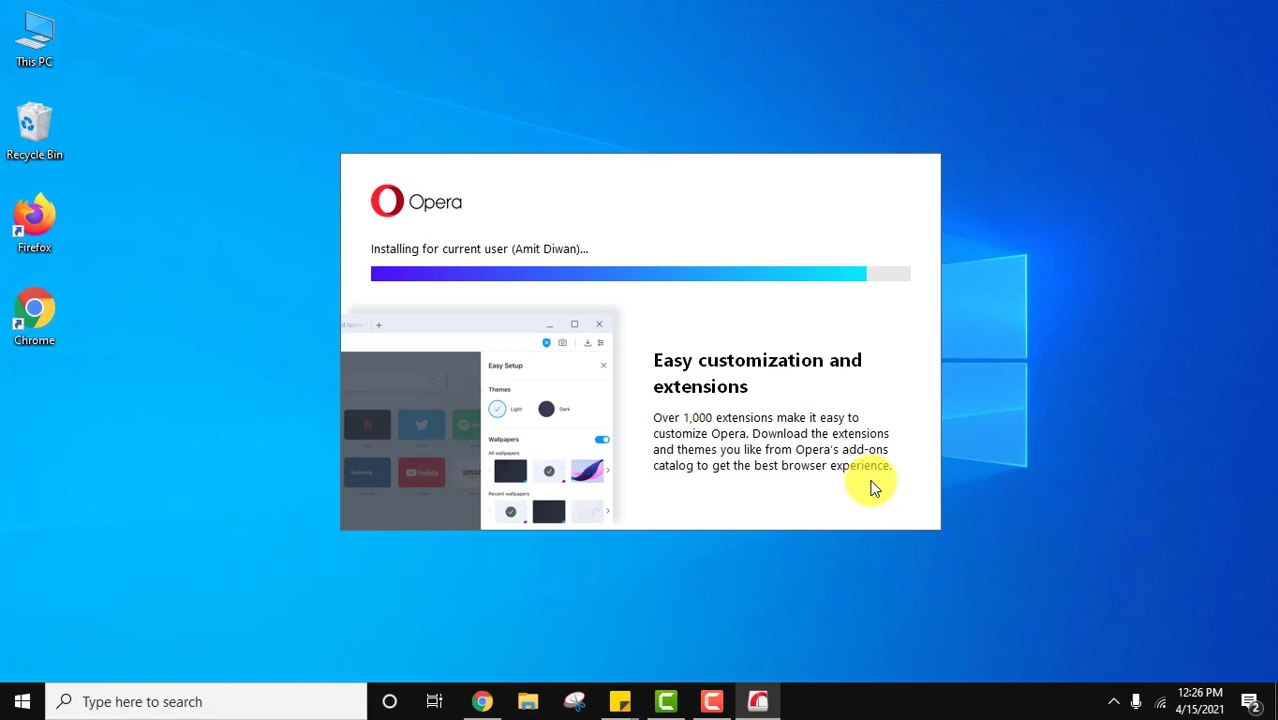 This PC
Recycle Bin
Firefox
Chrome
Opera
Installing for current user (Amit Diwan)...
Easy Setup
Themes
Light
Dark
Wallpapers
All wallpapers
Recent wallpapers
Easy customization and
extensions
Over 1,000 extensions make it easy to
customize Opera. Download the extensions
and themes you like from Opera's add-ons
catalog to get the best browser experience.
Type here to search
12:26 PM
4/15/2021
2